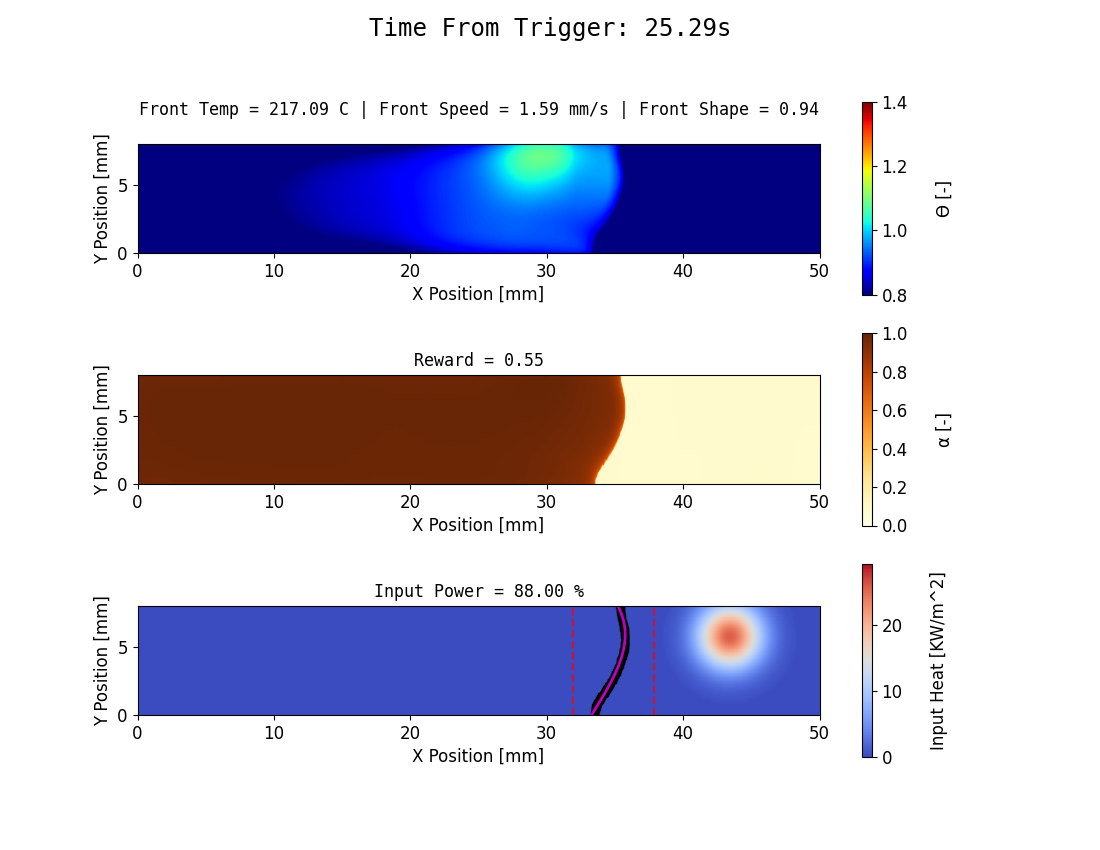 Time From Trigger: 25.29s
Front Temp = 217.09 C | Front Speed = 1.59 mm/s | Front Shape = 0.94
Y Position [mm]
5
0
0 10 20 30 40 50
X Position [mm]
1.4
1.2
1.0
0.8
Θ [-]
Reward = 0.55
Y Position [mm]
5
0
0 10 20 30 40 50
X Position [mm]
1.0
0.8
0.6
0.4
0.2
0.0
α [-]
Input Power = 88.00 %
Y Position [mm]
5
0
0 10 20 30 40 50
X Position [mm]
20
10
0
Input Heat [KW/m^2]